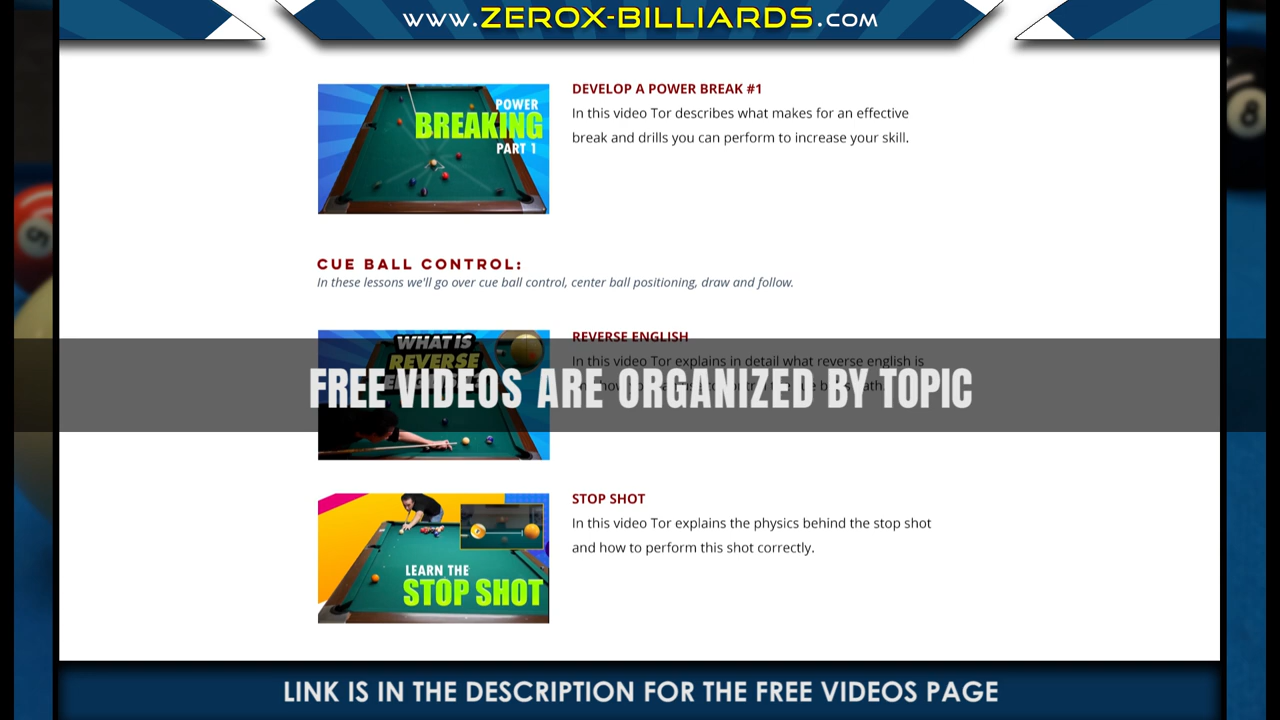 WWW.ZEROX-BILLIARDS.COM
POWER
BREAKING
PART 1
DEVELOP A POWER BREAK #1
In this video Tor describes what makes for an effective
break and drills you can perform to increase your skill.
CUE BALL CONTROL:
In these lessons we'll go over cue ball control, center ball positioning, draw and follow.
WHAT IS
REVERSE
REVERSE ENGLISH
In this video Tor explains in detail what reverse english is
FREE VIDEOS ARE ORGANIZED BY TOPIC
LEARN THE
STOP SHOT
STOP SHOT
In this video Tor explains the physics behind the stop shot
and how to perform this shot correctly.
LINK IS IN THE DESCRIPTION FOR THE FREE VIDEOS PAGE
8
9